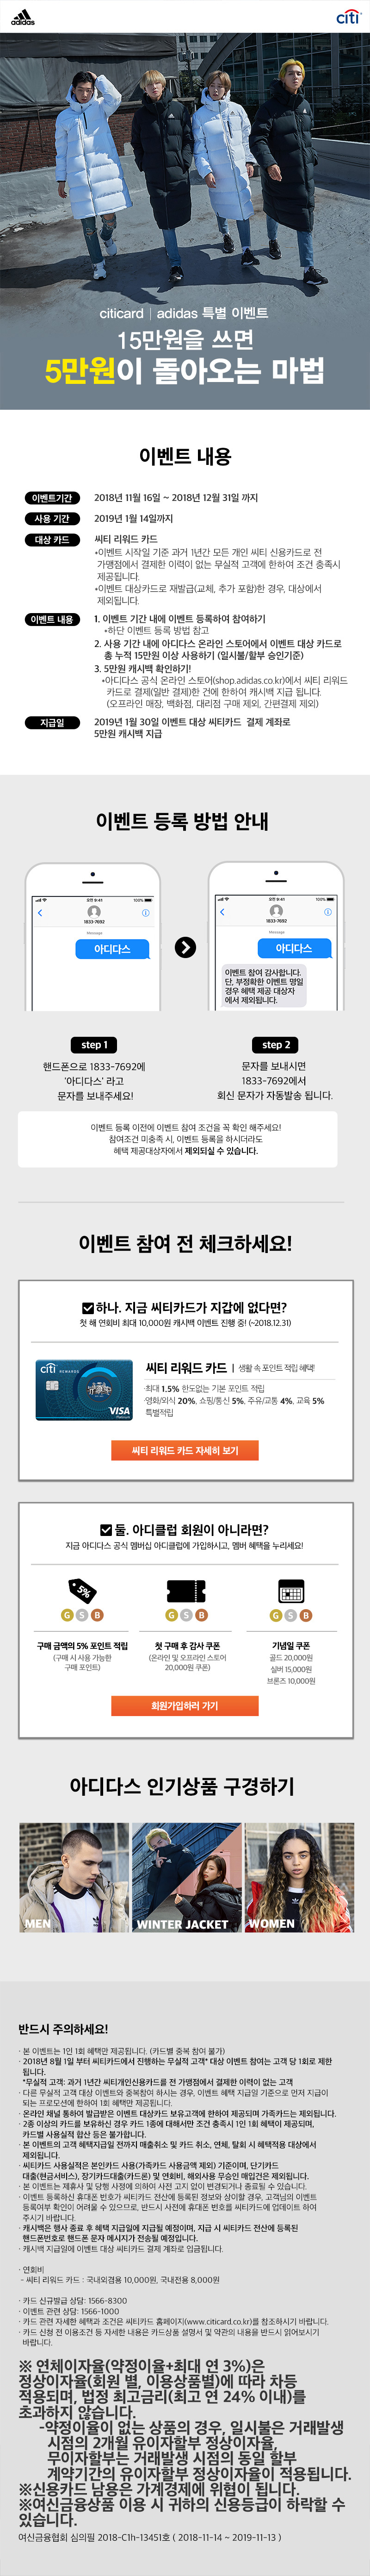 adidas
citi
citicard | adidas 특별 이벤트
15만원을 쓰면
5만원이 돌아오는 마법
이벤트 내용
이벤트기간
2018년 11월 16일 ~ 2018년 12월 31일 까지
사용 기간
2019년 1월 14일까지
대상 카드
씨티 리워드 카드
*이벤트 시작일 기준 과거 1년간 모든 개인 씨티 신용카드로 전
가맹점에서 결제한 이력이 없는 무실적 고객에 한하여 조건 충족시
제공됩니다.
*이벤트 대상카드로 재발급(교체, 추가 포함)한 경우, 대상에서
제외됩니다.
이벤트 내용
1. 이벤트 기간 내에 이벤트 등록하여 참여하기
*하단 이벤트 등록 방법 참고
2. 사용 기간 내에 아디다스 온라인 스토어에서 이벤트 대상 카드로
총 누적 15만원 이상 사용하기 (일시불/할부 승인기준)
3. 5만원 캐시백 확인하기!
*아디다스 공식 온라인 스토어(shop.adidas.co.kr)에서 씨티 리워드
카드로 결제(일반 결제)한 건에 한하여 캐시백 지급 됩니다.
(오프라인 매장, 백화점, 대리점 구매 제외, 간편결제 제외)
지급일
2019년 1월 30일 이벤트 대상 씨티카드 결제 계좌로
5만원 캐시백 지급
이벤트 등록 방법 안내
오전 9:41
100%
1833-7692
Message
아디다스
오전 9:41
100%
1833-7692
Message
아디다스
이벤트 참여 감사합니다.
단, 부정확한 이벤트 명일
경우 혜택 제공 대상자
에서 제외됩니다.
step 1
핸드폰으로 1833-7692에
'아디다스' 라고
문자를 보내주세요!
step 2
문자를 보내시면
1833-7692에서
회신 문자가 자동발송 됩니다.
이벤트 등록 이전에 이벤트 참여 조건을 꼭 확인 해주세요!
참여조건 미충족 시, 이벤트 등록을 하시더라도
혜택 제공대상자에서 제외되실 수 있습니다.
이벤트 참여 전 체크하세요!
하나. 지금 씨티카드가 지갑에 없다면?
첫 해 연회비 최대 10,000원 캐시백 이벤트 진행 중! (~2018.12.31)
citi REWARDS
VISA
씨티 리워드 카드 | 생활 속 포인트 적립 혜택!
·최대 1.5% 한도없는 기본 포인트 적립
·영화/외식 20%, 쇼핑/통신 5%, 주유/교통 4%, 교육 5%
특별적립
씨티 리워드 카드 자세히 보기
둘. 아디클럽 회원이 아니라면?
지금 아디다스 공식 멤버십 아디클럽에 가입하시고, 멤버 혜택을 누리세요!
5%
G S B
G S B
G S B
구매 금액의 5% 포인트 적립
(구매 시 사용 가능한
구매 포인트)
첫 구매 후 감사 쿠폰
(온라인 및 오프라인 스토어
20,000원 쿠폰)
기념일 쿠폰
골드 20,000원
실버 15,000원
브론즈 10,000원
회원가입하러 가기
아디다스 인기상품 구경하기
MEN
WINTER JACKET
WOMEN
반드시 주의하세요!
· 본 이벤트는 1인 1회 혜택만 제공됩니다. (카드별 중복 참여 불가)
· 2018년 8월 1일 부터 씨티카드에서 진행하는 무실적 고객* 대상 이벤트 참여는 고객 당 1회로 제한
됩니다.
*무실적 고객: 과거 1년간 씨티개인신용카드를 전 가맹점에서 결제한 이력이 없는 고객
· 다른 무실적 고객 대상 이벤트와 중복참여 하시는 경우, 이벤트 혜택 지급일 기준으로 먼저 지급이
되는 프로모션에 한하여 1회 혜택만 제공됩니다.
· 온라인 채널 통하여 발급받은 이벤트 대상카드 보유고객에 한하여 제공되며 가족카드는 제외됩니다.
· 2종 이상의 카드를 보유하신 경우 카드 1종에 대해서만 조건 충족시 1인 1회 혜택이 제공되며,
카드별 사용실적 합산 등은 불가합니다.
· 본 이벤트의 고객 혜택지급일 전까지 매출취소 및 카드 취소, 연체, 탈회 시 혜택적용 대상에서
제외됩니다.
· 씨티카드 사용실적은 본인카드 사용(가족카드 사용금액 제외) 기준이며, 단기카드
대출(현금서비스), 장기카드대출(카드론) 및 연회비, 해외사용 무승인 매입건은 제외됩니다.
· 본 이벤트는 제휴사 및 당행 사정에 의하여 사전 고지 없이 변경되거나 종료될 수 있습니다.
· 이벤트 등록하신 휴대폰 번호가 씨티카드 전산에 등록된 정보와 상이할 경우, 고객님의 이벤트
등록여부 확인이 어려울 수 있으므로, 반드시 사전에 휴대폰 번호를 씨티카드에 업데이트 하여
주시기 바랍니다.
· 캐시백은 행사 종료 후 혜택 지급일에 지급될 예정이며, 지급 시 씨티카드 전산에 등록된
핸드폰번호로 핸드폰 문자 메시지가 전송될 예정입니다.
· 캐시백 지급일에 이벤트 대상 씨티카드 결제 계좌로 입금됩니다.
· 연회비
- 씨티 리워드 카드 : 국내외겸용 10,000원, 국내전용 8,000원
· 카드 신규발급 상담: 1566-8300
· 이벤트 관련 상담: 1566-1000
· 카드 관련 자세한 혜택과 조건은 씨티카드 홈페이지(www.citicard.co.kr)를 참조하시기 바랍니다.
· 카드 신청 전 이용조건 등 자세한 내용은 카드상품 설명서 및 약관의 내용을 반드시 읽어보시기
바랍니다.
※ 연체이자율(약정이율+최대 연 3%)은
정상이자율(회원 별, 이용상품별)에 따라 차등
적용되며, 법정 최고금리(최고 연 24% 이내)를
초과하지 않습니다.
-약정이율이 없는 상품의 경우, 일시불은 거래발생
시점의 2개월 유이자할부 정상이자율,
무이자할부는 거래발생 시점의 동일 할부
계약기간의 유이자할부 정상이자율이 적용됩니다.
※신용카드 남용는 가계경제에 위협이 됩니다.
※여신금융상품 이용 시 귀하의 신용등급이 하락할 수
있습니다.
여신금융협회 심의필 2018-C1h-13451호 ( 2018-11-14 ~ 2019-11-13 )